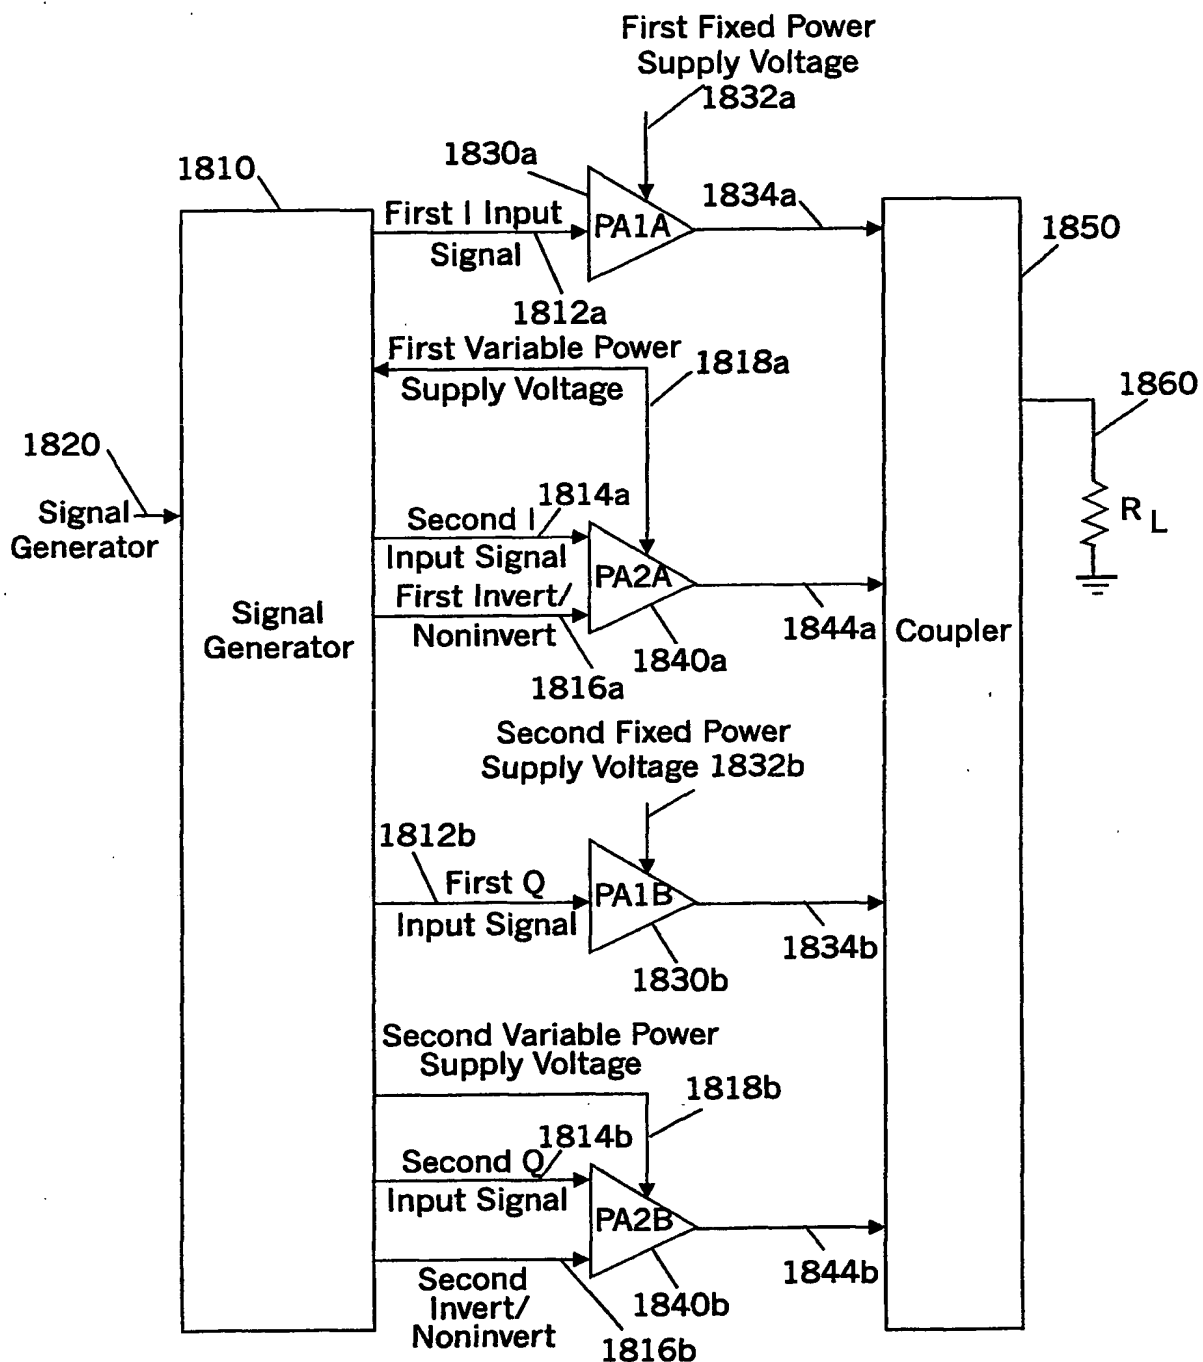 First Fixed Power
Supply Voltage
1832a
1830a
1810
1834a
First I Input
Signal
PA1A
1850
1812a
First Variable Power
Supply Voltage
1818a
1860
1820
Signal
Generator
1814a
Second I
Input Signal
PA2A
R L
First Invert/
Noninvert
Signal
Generator
1844a
Coupler
1840a
1816a
Second Fixed Power
Supply Voltage 1832b
1812b
First Q
Input Signal
PA1B
1834b
1830b
Second Variable Power
Supply Voltage
1818b
1814b
Second Q
Input Signal
PA2B
1844b
Second
Invert/
Noninvert
1840b
1816b